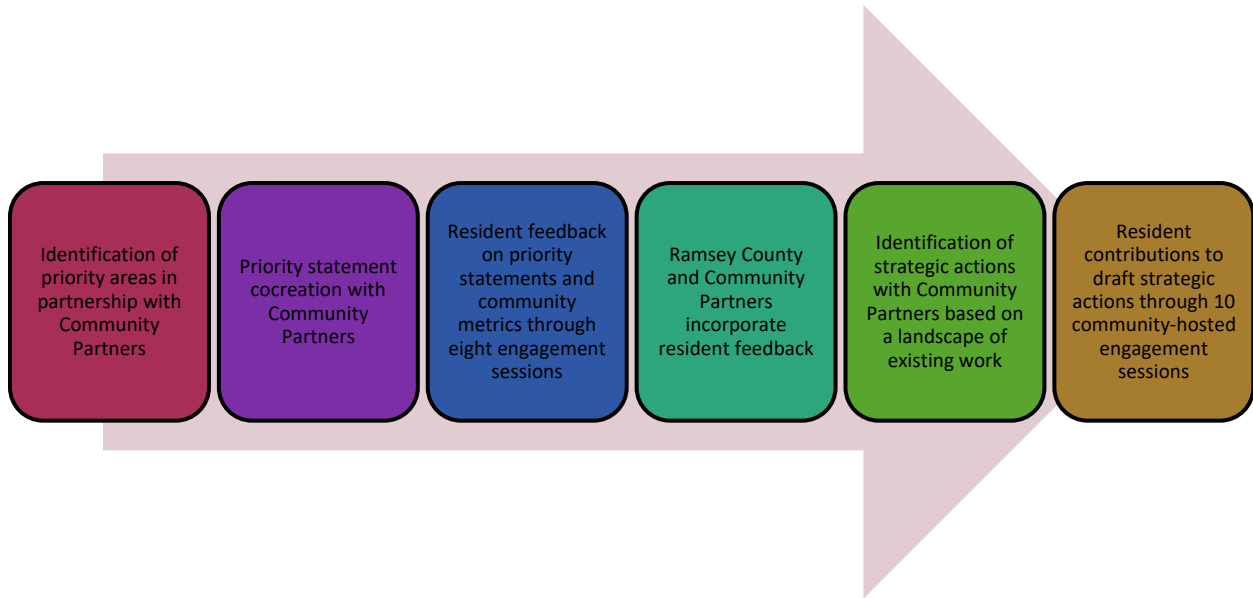 Identification of
priority areas in
partnership with
Community
Partners
Priority statement
cocreation with
Community
Partners
Resident feedback
on priority
statements and
community
metrics through
eight engagement
sessions
Ramsey County
and Community
Partners
incorporate
resident feedback
Identification of
strategic actions
with Community
Partners based on
a landscape of
existing work
Resident
contributions to
draft strategic
actions through 10
community-hosted
engagement
sessions